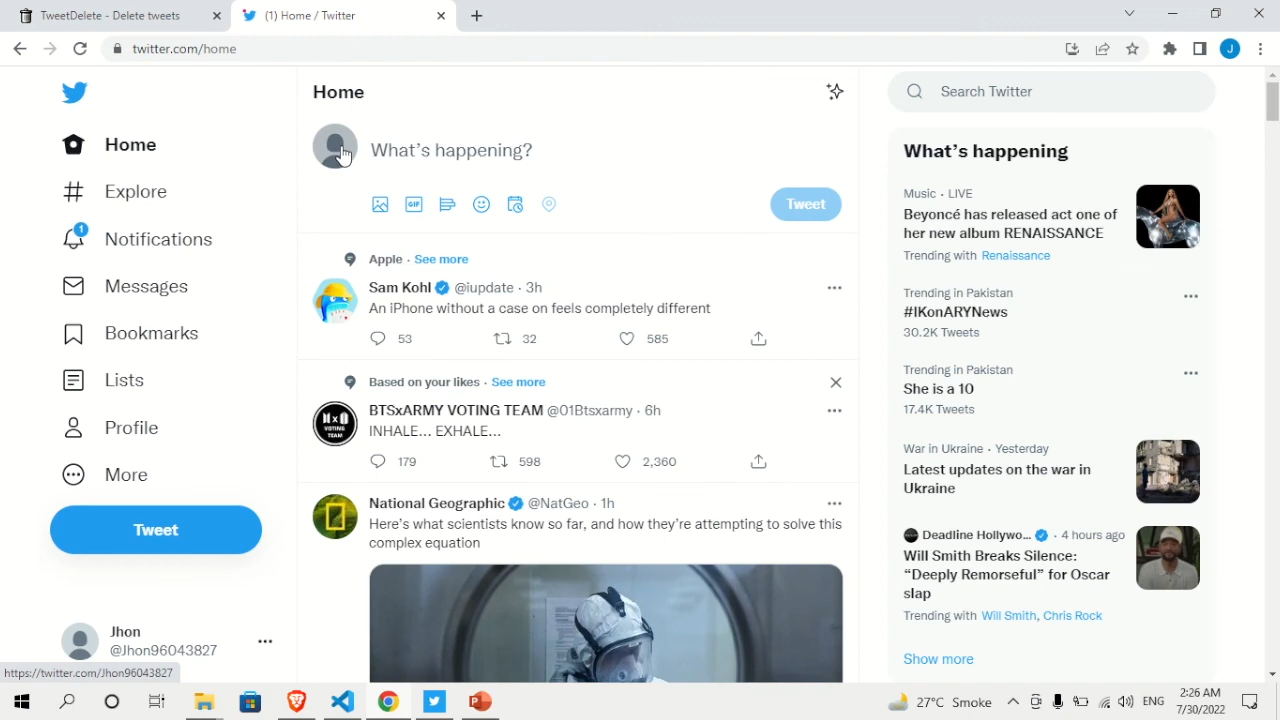 TweetDelete - Delete tweets
(1) Home / Twitter
twitter.com/home
J
Home
Explore
1
Notifications
Messages
Bookmarks
Lists
Profile
More
Tweet
Jhon
@Jhon96043827
https://twitter.com/Jhon96043827
Home
What's happening?
GIF
Tweet
Apple · See more
Sam Kohl @iupdate · 3h
An iPhone without a case on feels completely different
53 32 585
Based on your likes · See more
BTSxARMY VOTING TEAM @01Btsxarmy · 6h
INHALE... EXHALE...
179 598 2,360
VOTING
TEAM
National Geographic @NatGeo · 1h
Here's what scientists know so far, and how they're attempting to solve this
complex equation
Search Twitter
What's happening
Music · LIVE
Beyoncé has released act one of
her new album RENAISSANCE
Trending with Renaissance
Trending in Pakistan
#IKonARYNews
30.2K Tweets
Trending in Pakistan
She is a 10
17.4K Tweets
War in Ukraine · Yesterday
Latest updates on the war in
Ukraine
Deadline Hollywo... · 4 hours ago
Will Smith Breaks Silence:
“Deeply Remorseful” for Oscar
slap
Trending with Will Smith, Chris Rock
Show more
27°C Smoke
ENG
2:26 AM
7/30/2022